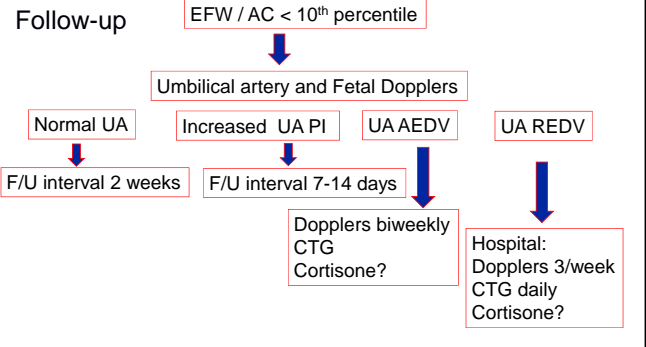 Follow-up
EFW / AC < 10th percentile
Umbilical artery and Fetal Dopplers
Normal UA
Increased UA PI
UA AEDV
UA REDV
F/U interval 2 weeks
F/U interval 7-14 days
Dopplers biweekly
CTG
Cortisone?
Hospital:
Dopplers 3/week
CTG daily
Cortisone?